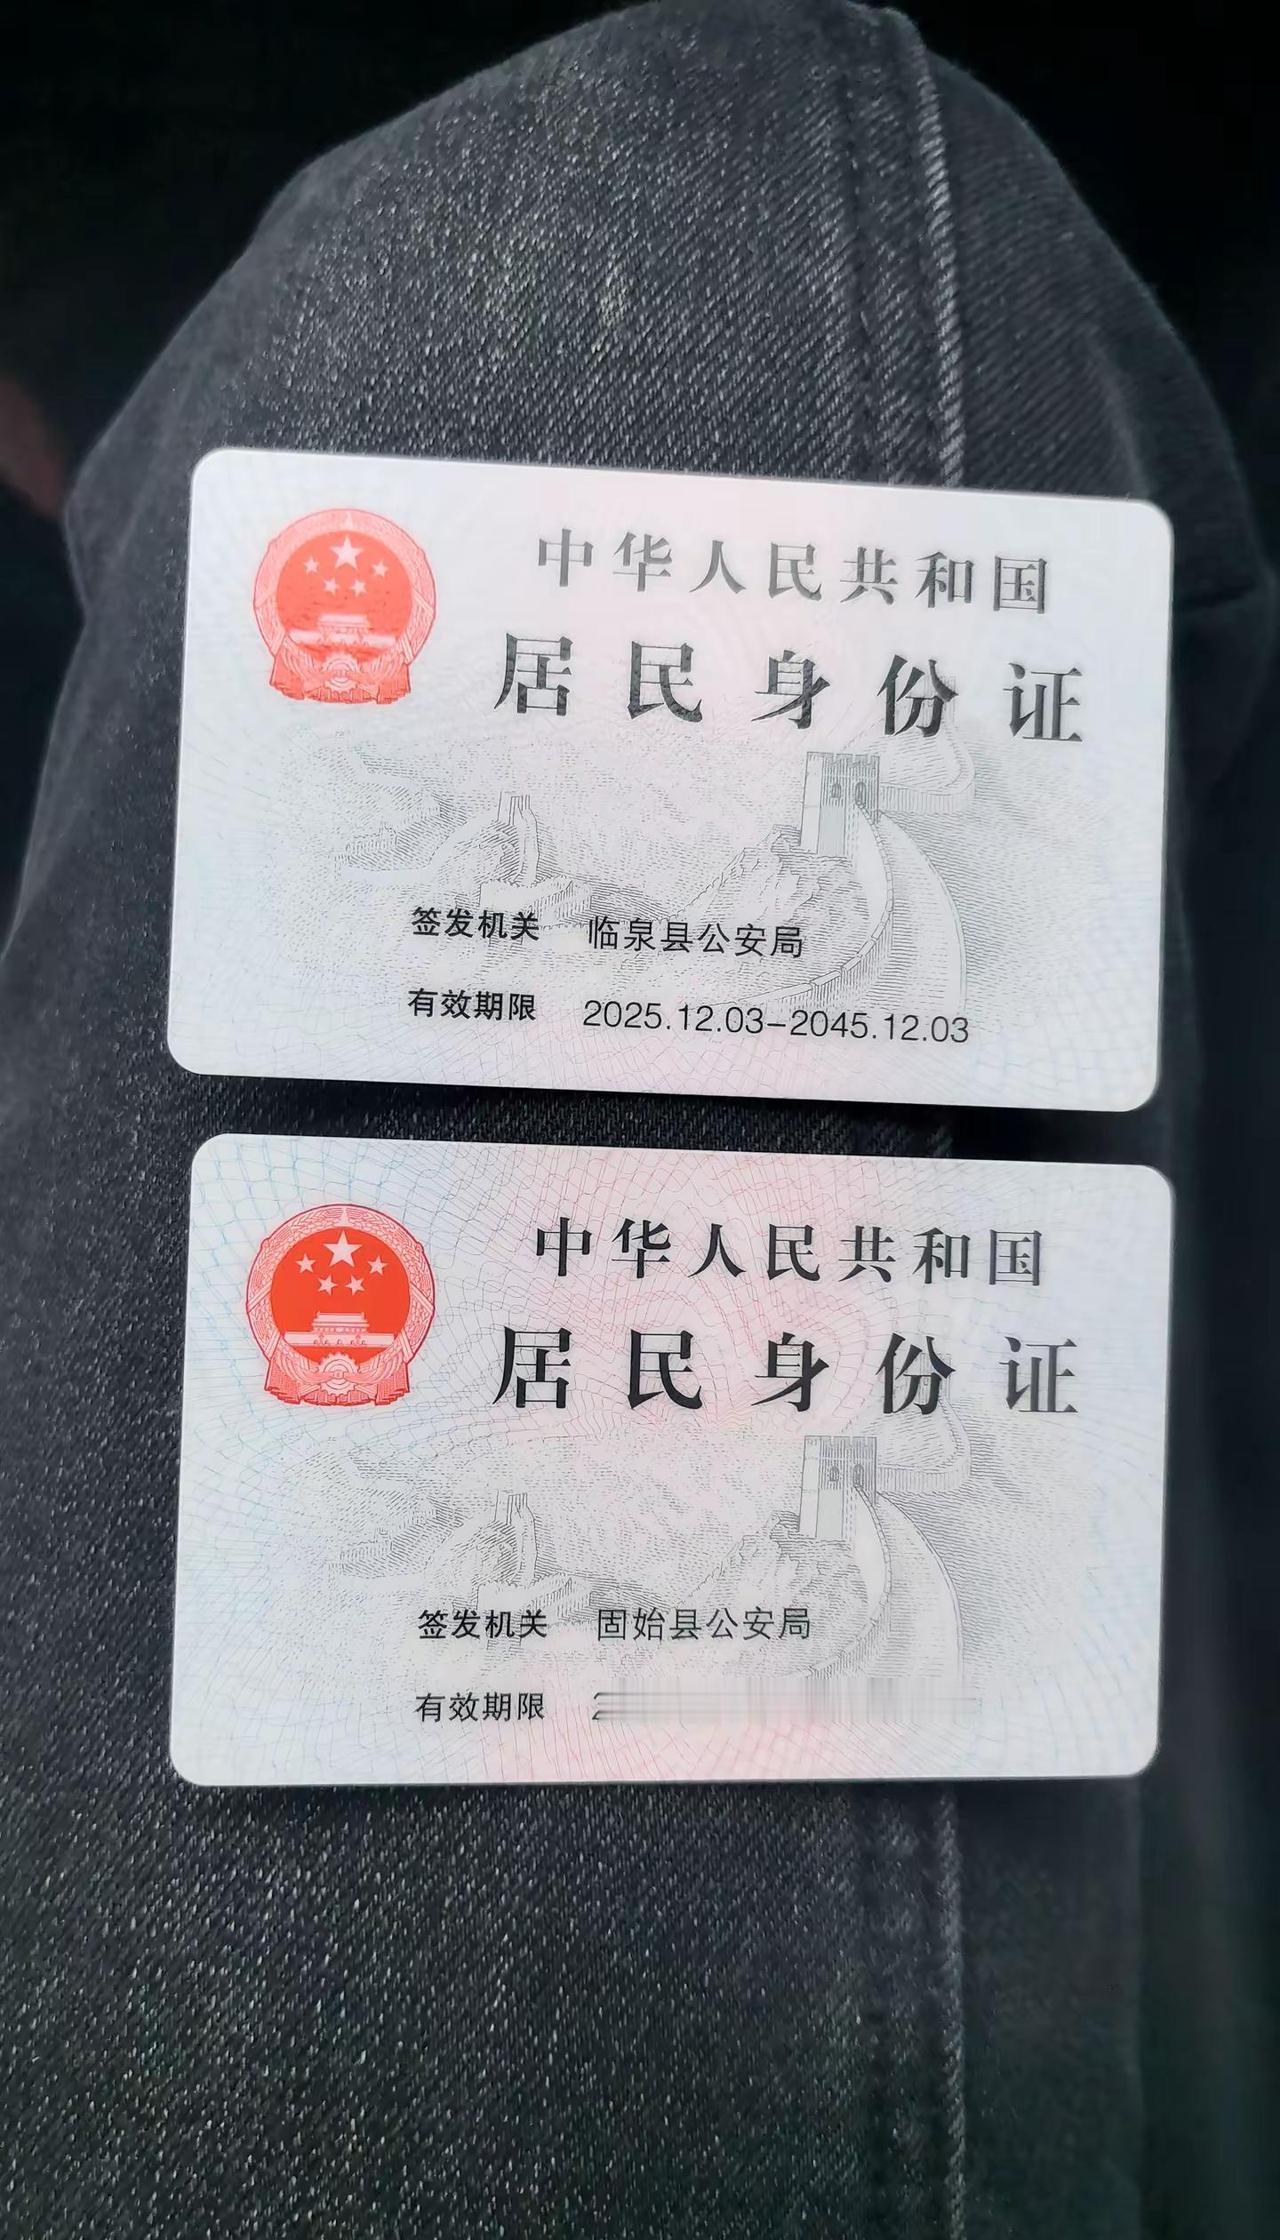 中华人民共和国
居民身份证
签发机关 临泉县公安局
有效期限 2025.12.03-2045.12.03
中华人民共和国
居民身份证
签发机关 固始县公安局
有效期限